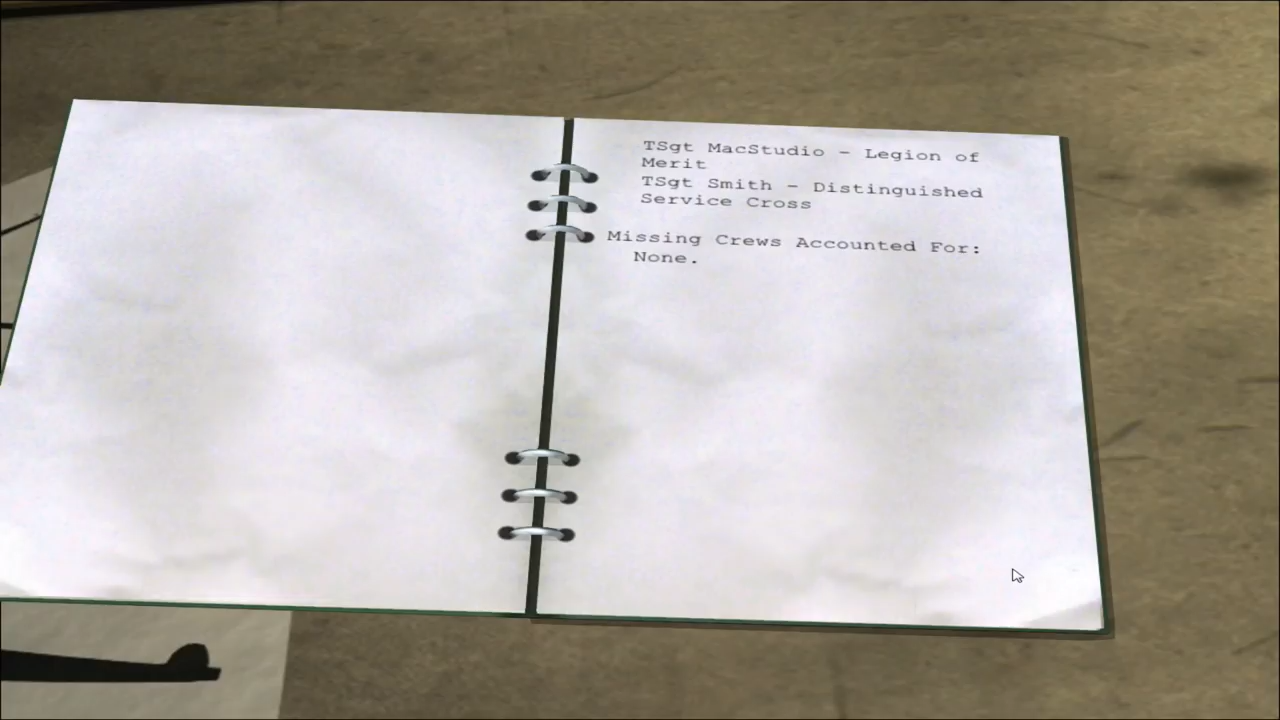 TSgt MacStudio - Legion of
Merit
TSgt Smith - Distinguished
Service Cross
Missing Crews Accounted For:
None.